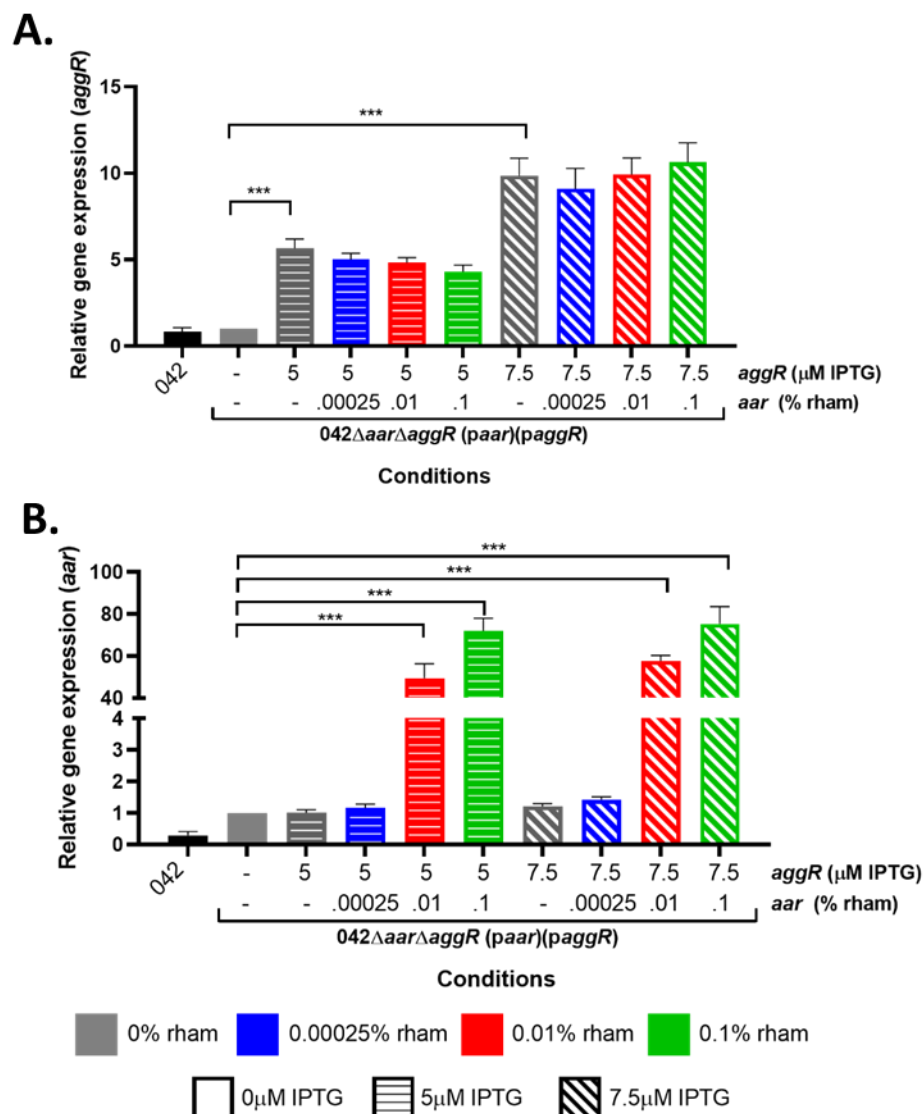 A.
Relative gene expression (aggR)
15
10
5
0
***
***
042 - 5 5 5 5 7.5 7.5 7.5 7.5 aggR (μM IPTG)
- - .00025 .01 .1 - .00025 .01 .1 aar (% rham)
042ΔaarΔaggR (paar)(paggR)
Conditions
B.
Relative gene expression (aar)
100
80
60
40
4
3
2
1
0
***
***
***
***
042 - 5 5 5 5 7.5 7.5 7.5 7.5 aggR (μM IPTG)
- - .00025 .01 .1 - .00025 .01 .1 aar (% rham)
042ΔaarΔaggR (paar)(paggR)
Conditions
0% rham 0.00025% rham 0.01% rham 0.1% rham
0μM IPTG 5μM IPTG 7.5μM IPTG